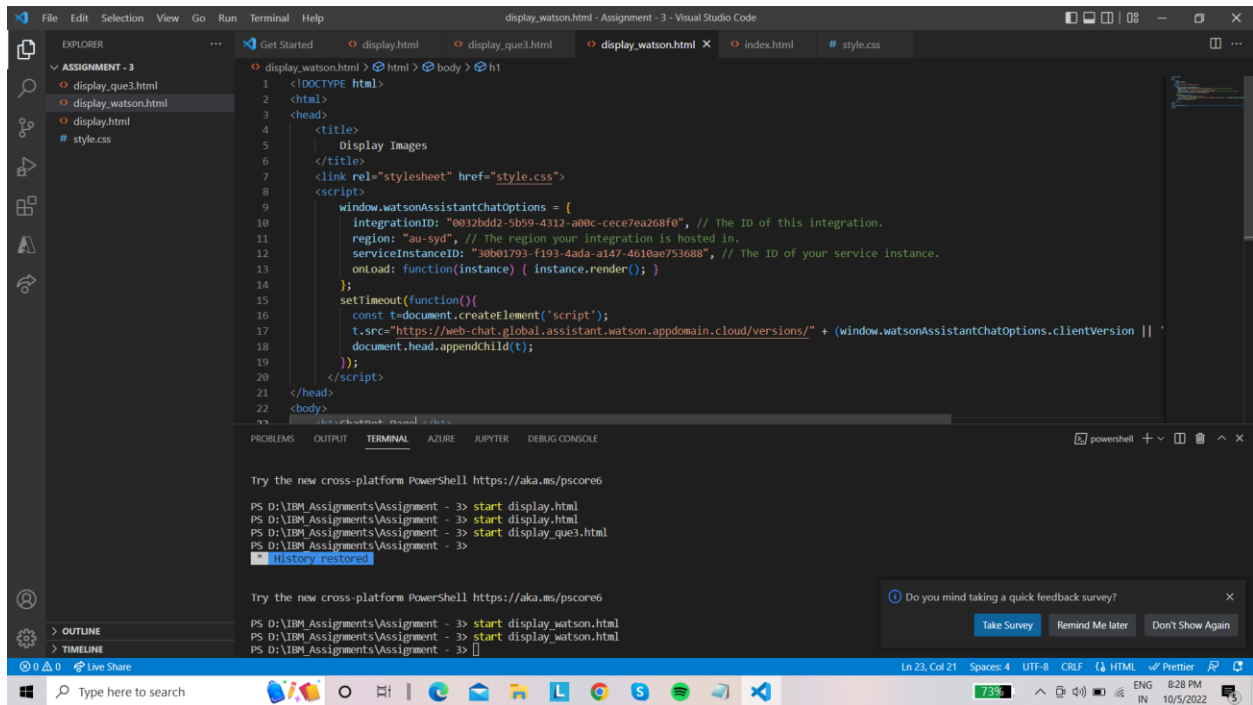 File Edit Selection View Go Run Terminal Help display_watson.html - Assignment - 3 - Visual Studio Code
EXPLORER
Get Started display.html display_que3.html display_watson.html index.html # style.css
ASSIGNMENT - 3
display_que3.html
display_watson.html
display.html
# style.css
display_watson.html > html > body > h1
1 <!DOCTYPE html>
2 <html>
3 <head>
4 <title>
5 Display Images
6 </title>
7 <link rel="stylesheet" href="style.css">
8 <script>
9 window.watsonAssistantChatOptions = {
10 integrationID: "0032bdd2-5b59-4312-a00c-cece7ea268f0", // The ID of this integration.
11 region: "au-syd", // The region your integration is hosted in.
12 serviceInstanceID: "30b01793-f193-4ada-a147-4610ae753688", // The ID of your service instance.
13 onLoad: function(instance) { instance.render(); }
14 };
15 setTimeout(function(){
16 const t=document.createElement('script');
17 t.src="https://web-chat.global.assistant.watson.appdomain.cloud/versions/" + (window.watsonAssistantChatOptions.clientVersion || '
18 document.head.appendChild(t);
19 });
20 </script>
21 </head>
22 <body>
23 <h1>ChatBot Page </h1>
PROBLEMS OUTPUT TERMINAL AZURE JUPYTER DEBUG CONSOLE
powershell
Try the new cross-platform PowerShell https://aka.ms/pscore6
PS D:\IBM_Assignments\Assignment - 3> start display.html
PS D:\IBM_Assignments\Assignment - 3> start display.html
PS D:\IBM_Assignments\Assignment - 3> start display_que3.html
PS D:\IBM_Assignments\Assignment - 3>
* History restored
Try the new cross-platform PowerShell https://aka.ms/pscore6
PS D:\IBM_Assignments\Assignment - 3> start display_watson.html
PS D:\IBM_Assignments\Assignment - 3> start display_watson.html
PS D:\IBM_Assignments\Assignment - 3>
Do you mind taking a quick feedback survey?
Take Survey Remind Me later Don't Show Again
OUTLINE
TIMELINE
0 0 Live Share Ln 23, Col 21 Spaces: 4 UTF-8 CRLF HTML Prettier
Type here to search
73%
ENG
IN
8:28 PM
10/5/2022
5